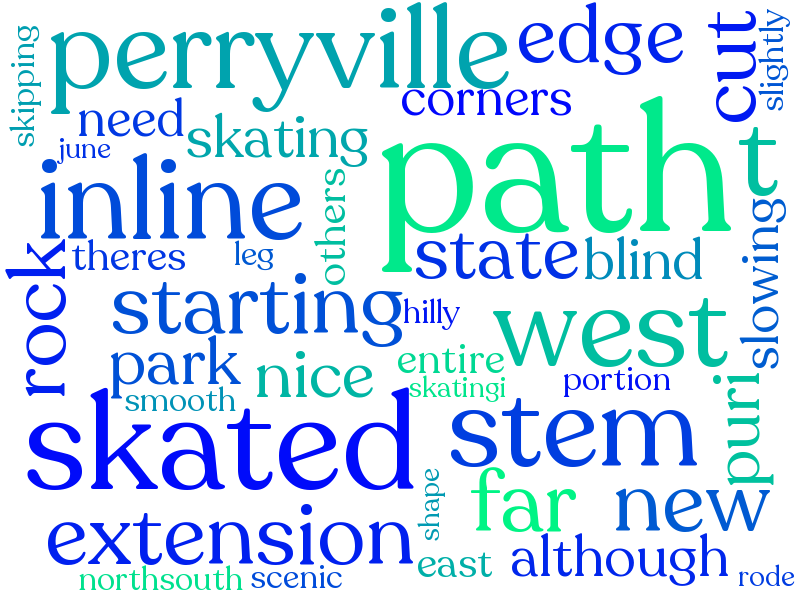 perryville
edge
cut
slightly
skipping
corners
need
skating
june
path
t
inline
others
state
blind
slowing
rock
theres
leg
starting
hilly
west
park
nice
entire
portion
skatingi
smooth
puri
skated
stem
far
new
shape
extension
although
east
northsouth
scenic
rode